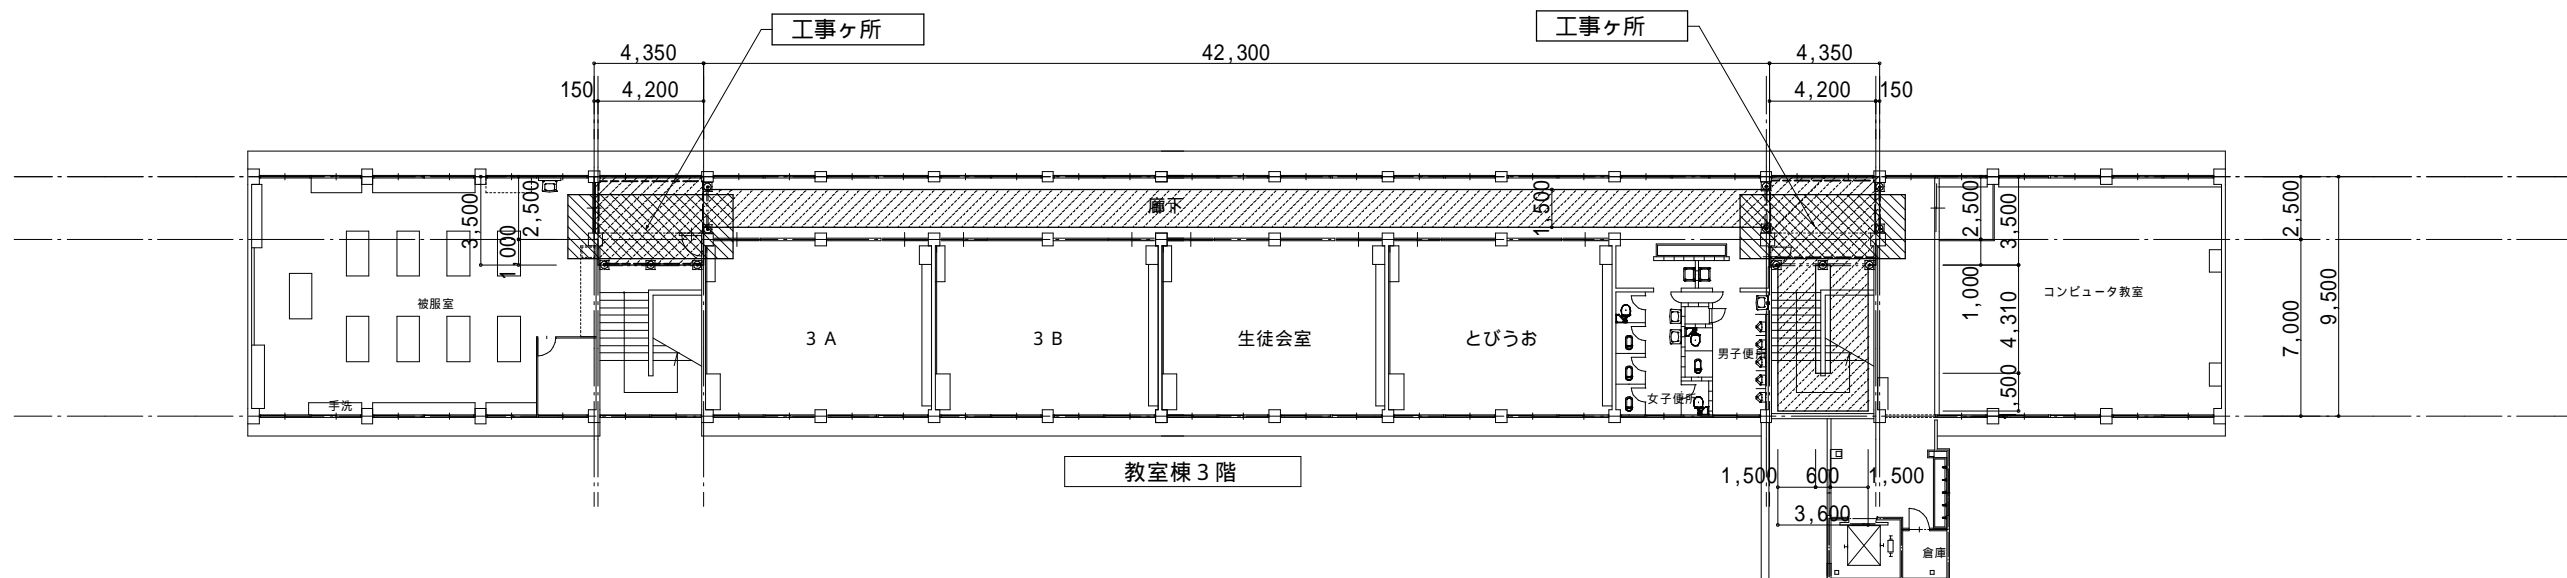 工事ヶ所
工事ヶ所
4,350
42,300
4,350
150
4,200
4,200
150
3,500
2,500
1,000
廊下
1,500
2,500
3,500
1,000
4,310
1,500
2,500
7,000
9,500
被服室
手洗
3 A
3 B
生徒会室
とびうお
男子便所
女子便所
コンピュータ教室
教室棟3階
1,500
600
1,500
3,600
倉庫